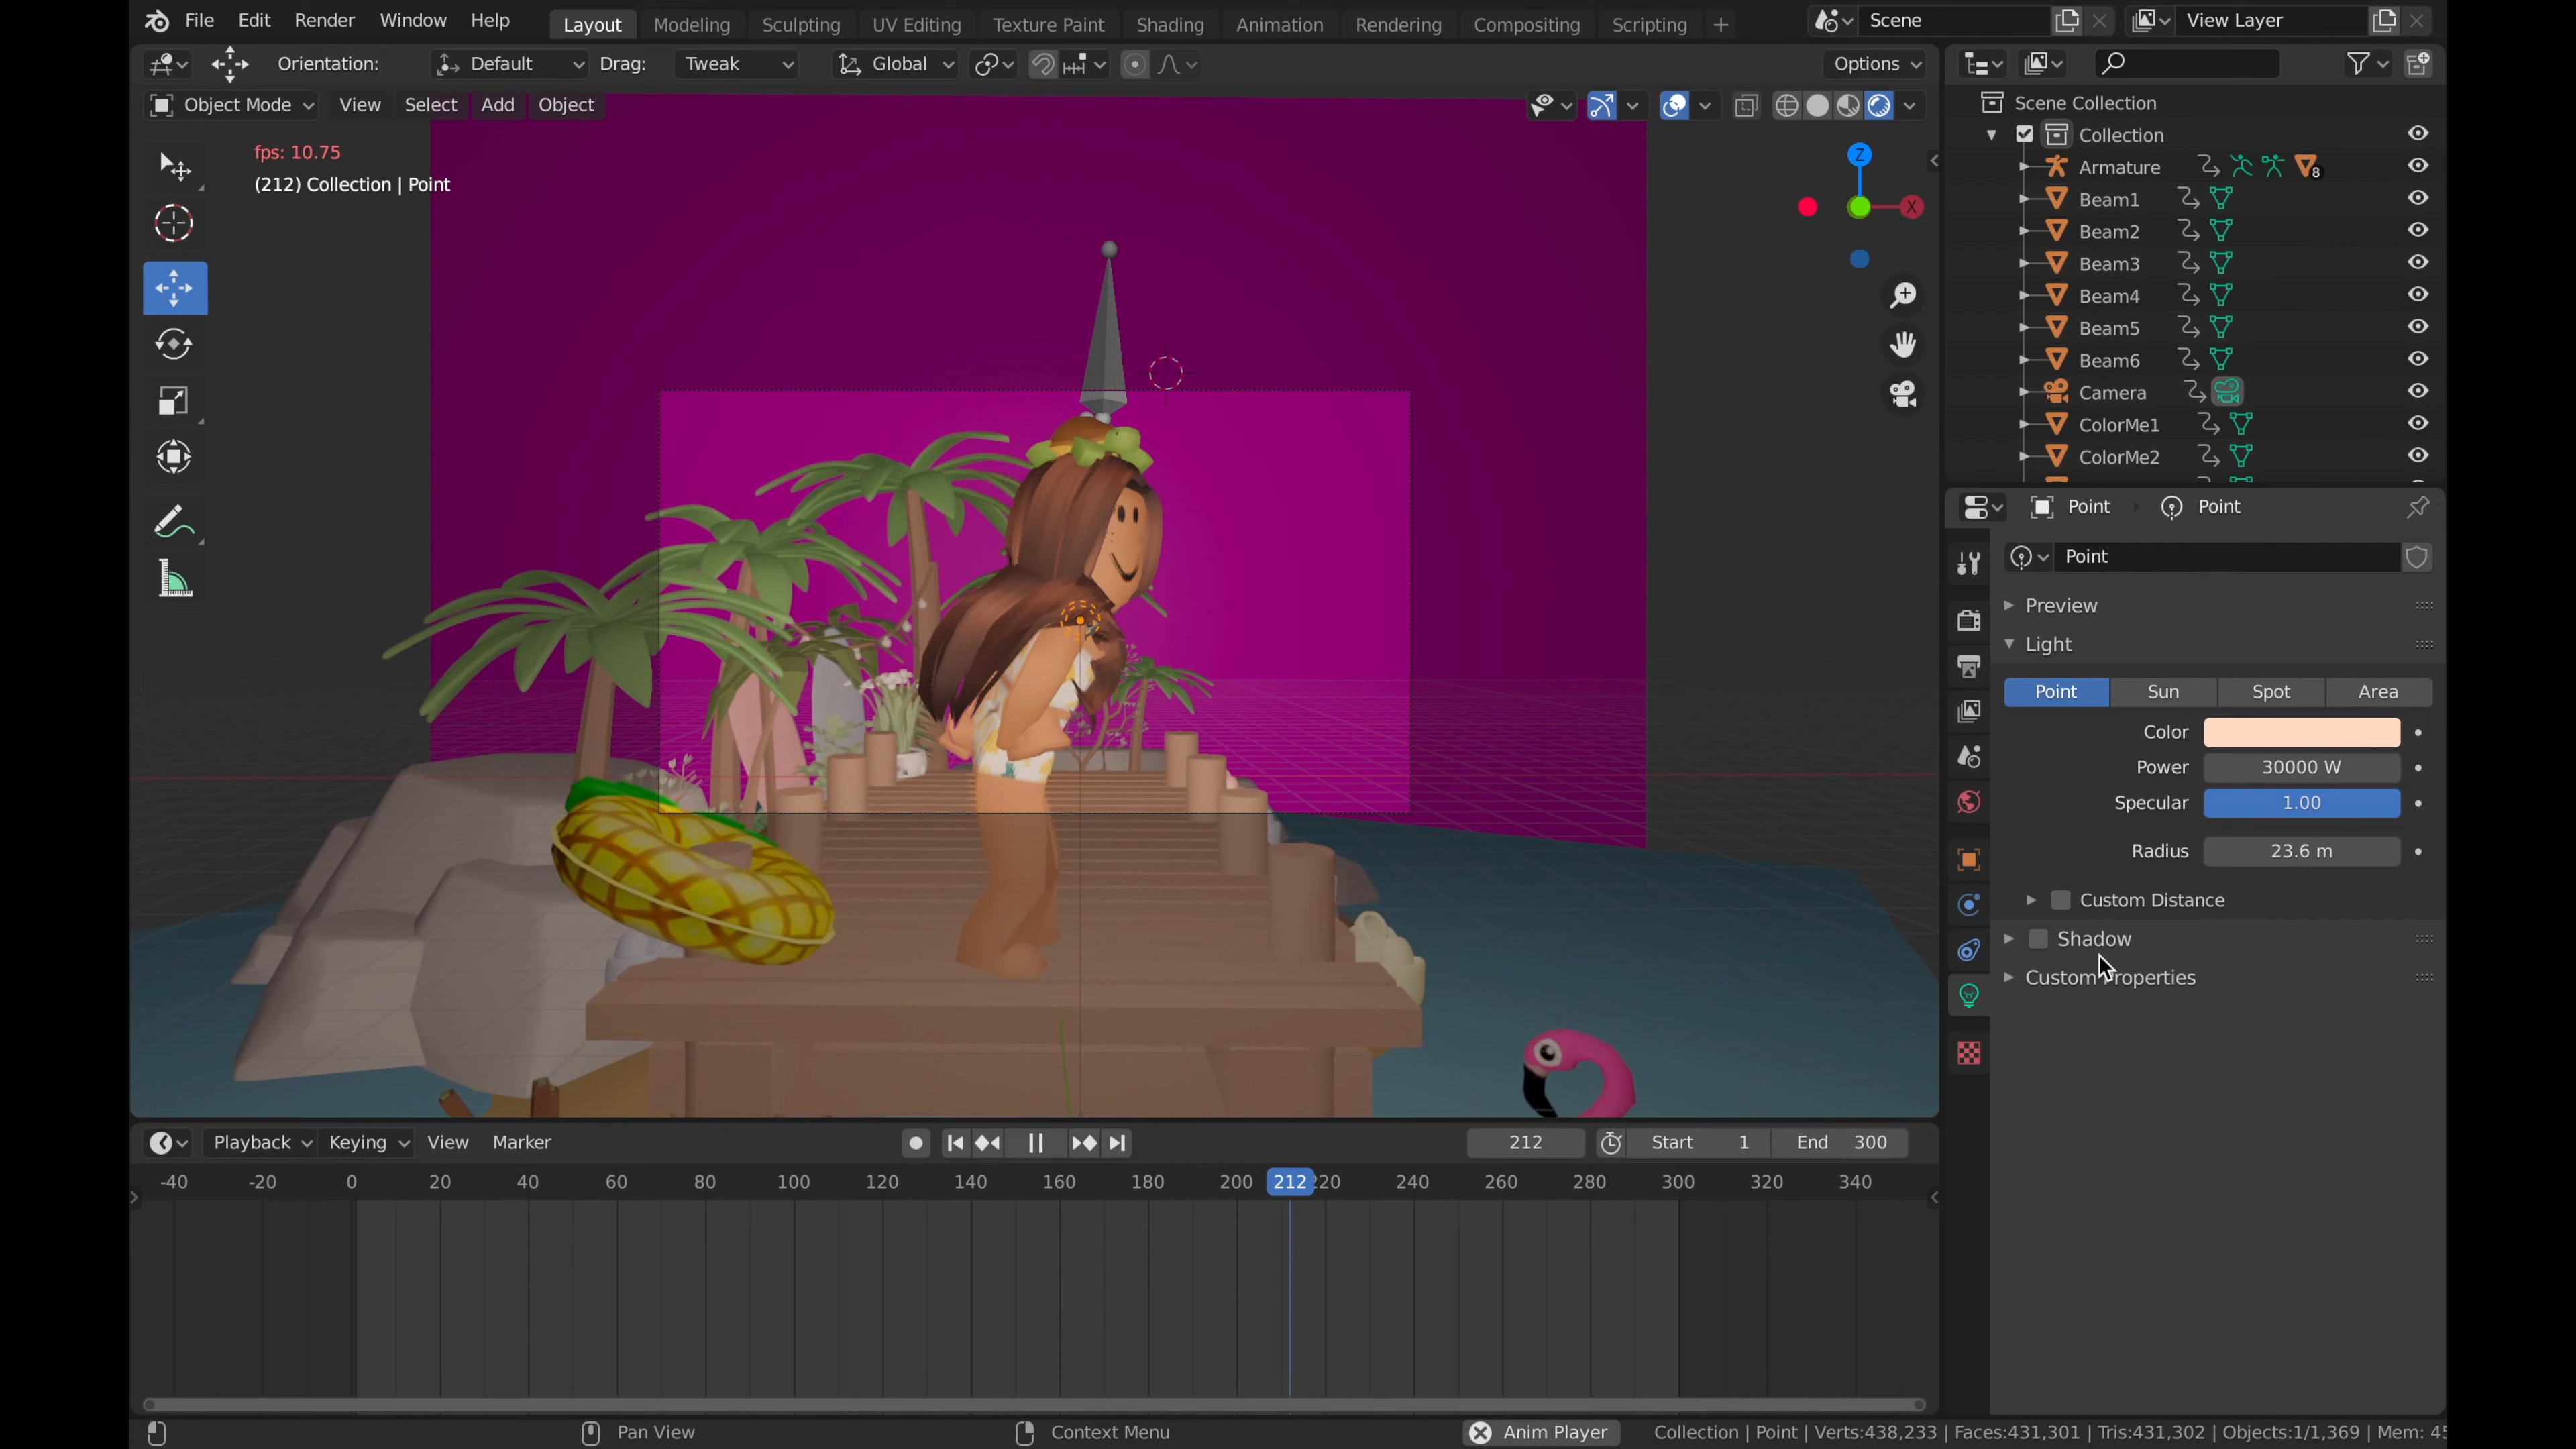 File Edit Render Window Help Layout Modeling Sculpting UV Editing Texture Paint Shading Animation Rendering Compositing Scripting + Scene View Layer
Orientation: Default Drag: Tweak Global Options
Object Mode View Select Add Object
fps: 10.75
(212) Collection | Point
Z
X
Scene Collection
Collection
Armature 8
Beam1
Beam2
Beam3
Beam4
Beam5
Beam6
Camera
ColorMe1
ColorMe2
Point Point
Point
Preview
Light
Point Sun Spot Area
Color
Power 30000 W
Specular 1.00
Radius 23.6 m
Custom Distance
Shadow
Custom Properties
Playback Keying View Marker 212 Start 1 End 300
-40 -20 0 20 40 60 80 100 120 140 160 180 200 212 220 240 260 280 300 320 340
Pan View Context Menu Anim Player Collection | Point | Verts:438,233 | Faces:431,301 | Tris:431,302 | Objects:1/1,369 | Mem: 45